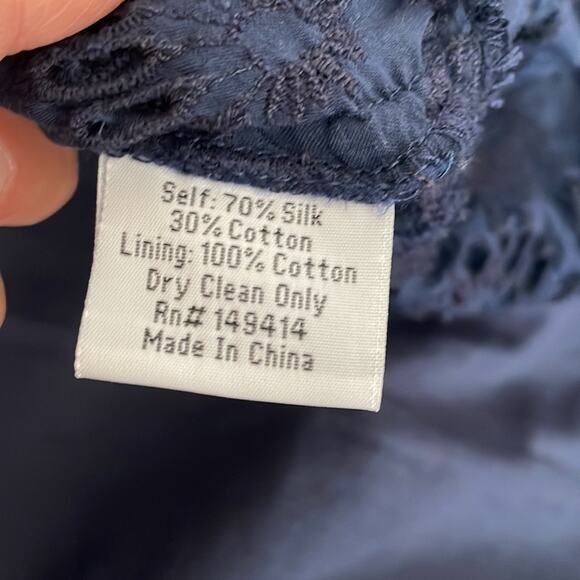 Self: 70% Silk
30% Cotton
Lining: 100% Cotton
Dry Clean Only
Rn# 149414
Made In China